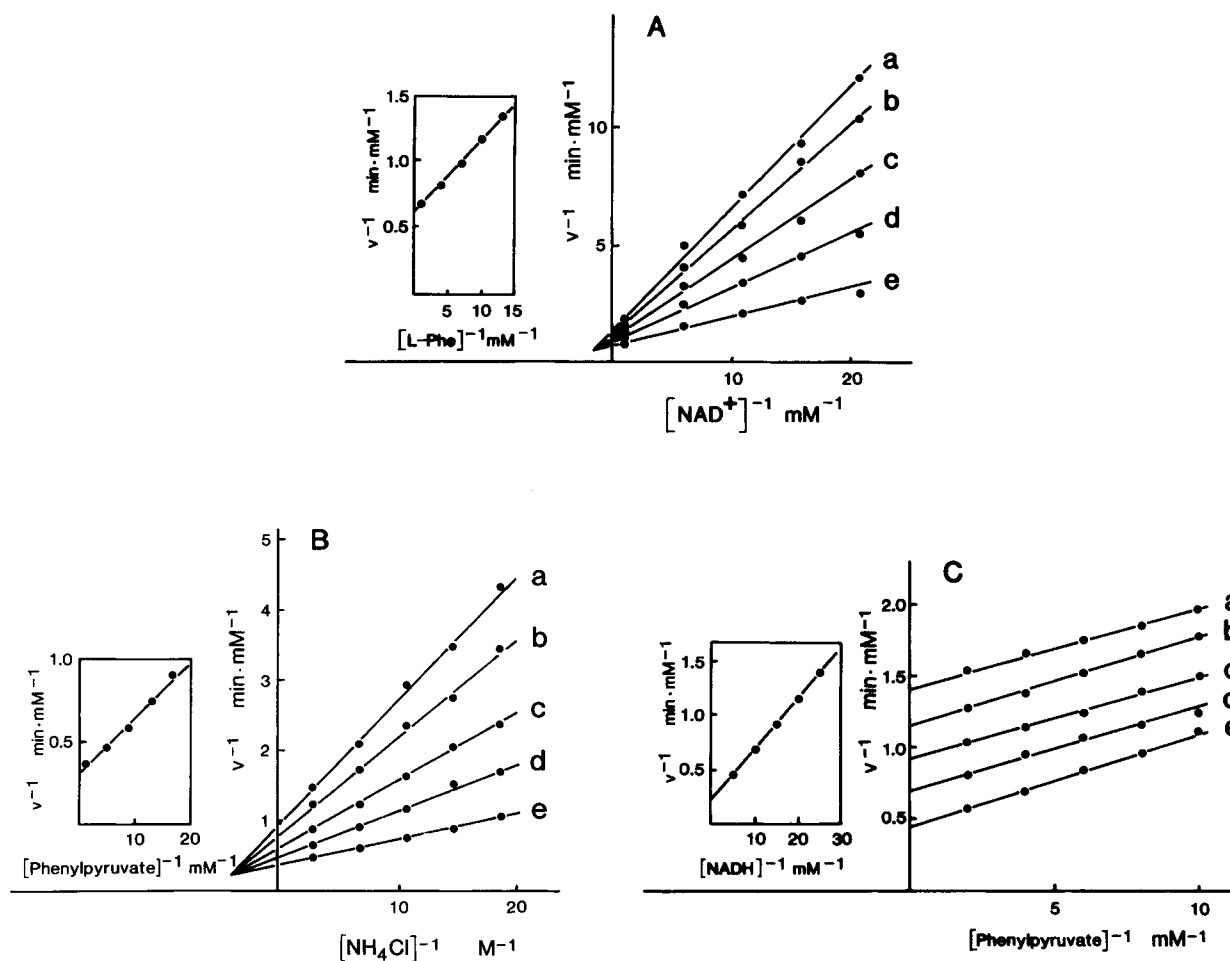 A
a
b
c
d
e
10
5
v⁻¹ min·mM⁻¹
10 20
[NAD⁺]⁻¹ mM⁻¹
1.5
1.0
0.5
v⁻¹ min·mM⁻¹
5 10 15
[L-Phe]⁻¹mM⁻¹
B
a
b
c
d
e
5
4
3
2
1
v⁻¹ min·mM⁻¹
10 20
[NH₄Cl]⁻¹ M⁻¹
1.0
0.5
v⁻¹ min·mM⁻¹
10 20
[Phenylpyruvate]⁻¹ mM⁻¹
C
a
b
e
2.0
1.5
1.0
0.5
v⁻¹ min·mM⁻¹
5 10
[Phenylpyruvate]⁻¹ mM⁻¹
1.5
1.0
0.5
v⁻¹ min·mM⁻¹
10 20 30
[NADH]⁻¹ mM⁻¹